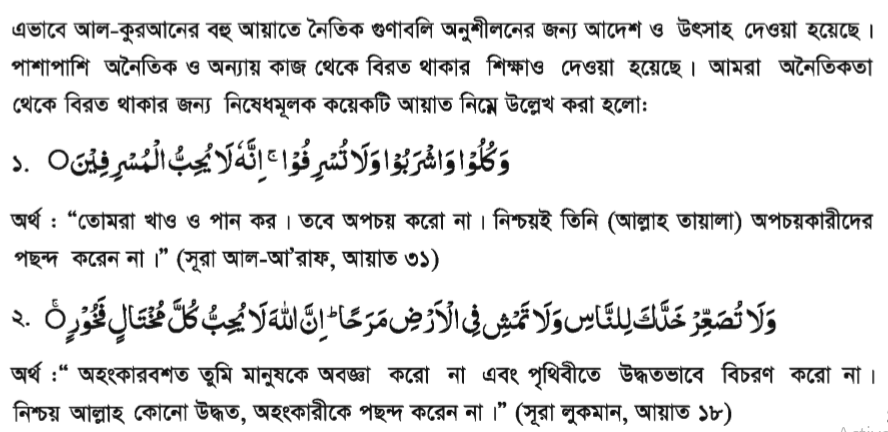 এভাবে আল-কুরআনের বহু আয়াতে নৈতিক গুণাবলি অনুশীলনের জন্য আদেশ ও উৎসাহ দেওয়া হয়েছে।
পাশাপাশি অনৈতিক ও অন্যায় কাজ থেকে বিরত থাকার শিক্ষাও দেওয়া হয়েছে। আমরা অনৈতিকতা
থেকে বিরত থাকার জন্য নিষেধমূলক কয়েকটি আয়াত নিম্নে উল্লেখ করা হলো:
১. وَكُلُوْا وَاشْرَبُوْا وَلَا تُسْرِفُوْا ۚ اِنَّهٗ لَا يُحِبُّ الْمُسْرِفِيْنَ ○
অর্থ : “তোমরা খাও ও পান কর। তবে অপচয় করো না। নিশ্চয়ই তিনি (আল্লাহ তায়ালা) অপচয়কারীদের
পছন্দ করেন না।” (সূরা আল-আ’রাফ, আয়াত ৩১)
২. وَلَا تُصَعِّرْ خَدَّكَ لِلنَّاسِ وَلَا تَمْشِ فِي الْاَرْضِ مَرَحًا ؕ اِنَّ اللّٰهَ لَا يُحِبُّ كُلَّ مُخْتَالٍ فَخُوْرٍ ○ۚ
অর্থ :“ অহংকারবশত তুমি মানুষকে অবজ্ঞা করো না এবং পৃথিবীতে উদ্ধতভাবে বিচরণ করো না।
নিশ্চয় আল্লাহ কোনো উদ্ধত, অহংকারীকে পছন্দ করেন না।” (সূরা লুকমান, আয়াত ১৮)